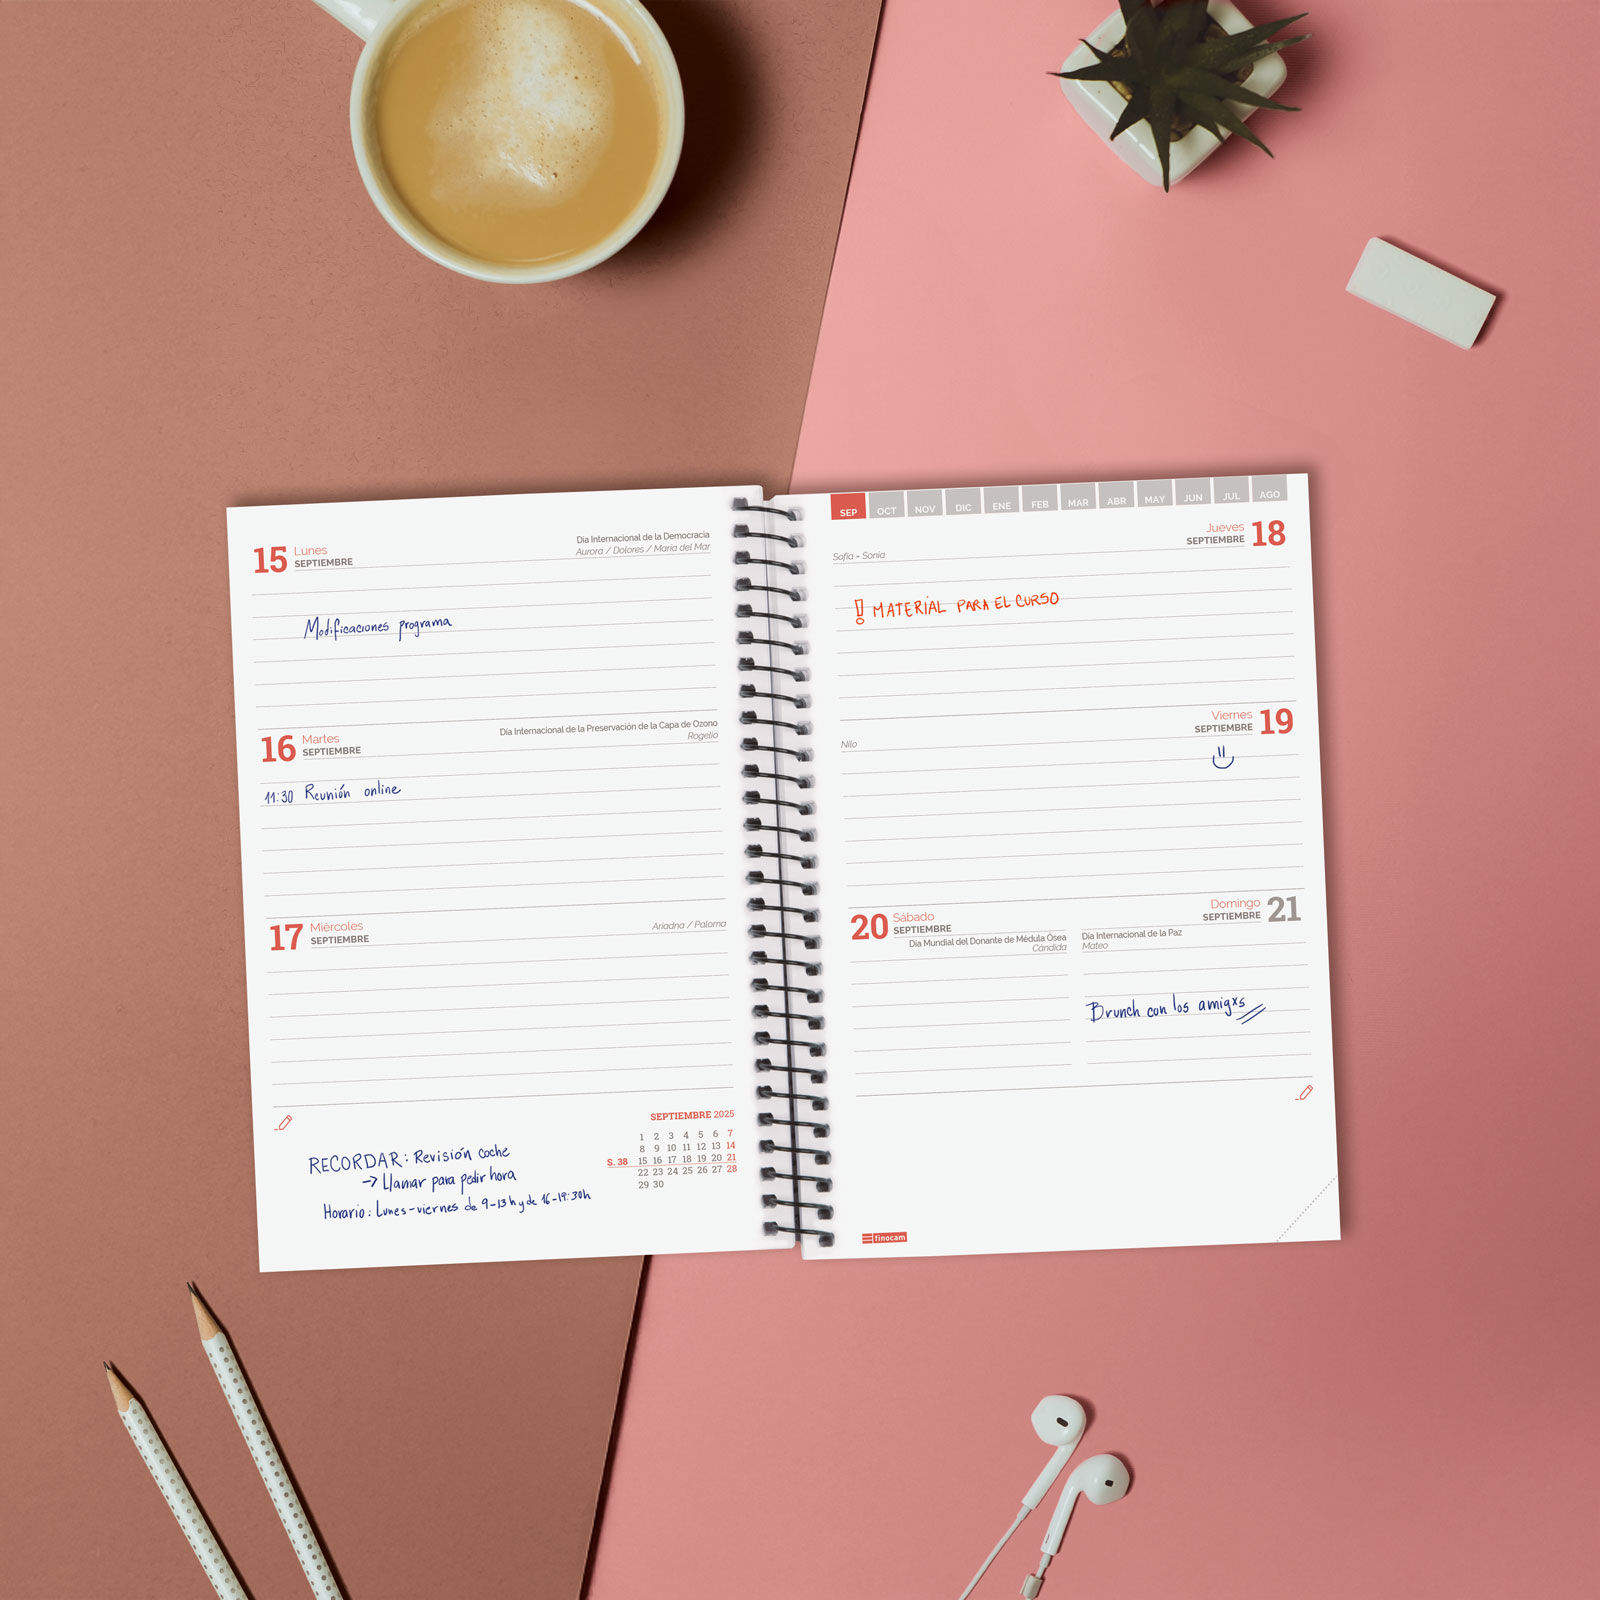 15 Lunes
SEPTIEMBRE
Dia Internacional de la Democracia
Aurora / Dolores / María del Mar
Modificaciones programa
16 Martes
SEPTIEMBRE
Dia Internacional de la Preservación de la Capa de Ozono
Rogelio
11:30 Reunión online
17 Miércoles
SEPTIEMBRE
Ariadna / Paloma
RECORDAR: Revisión coche
→ Llamar para pedir hora
Horario: Lunes-viernes de 9-13h y de 16-19:30h
SEPTIEMBRE 2025
1 2 3 4 5 6 7
8 9 10 11 12 13 14
S. 38 15 16 17 18 19 20 21
22 23 24 25 26 27 28
29 30
SEP OCT NOV DIC ENE FEB MAR ABR MAY JUN JUL AGO
Jueves 18
SEPTIEMBRE
Sofía - Sonia
! MATERIAL PARA EL CURSO
Viernes 19
SEPTIEMBRE
Nilo
20 Sábado
SEPTIEMBRE
Dia Mundial del Donante de Médula Ósea
Cándida
Domingo 21
SEPTIEMBRE
Dia Internacional de la Paz
Mateo
Brunch con los amigxs
finocam